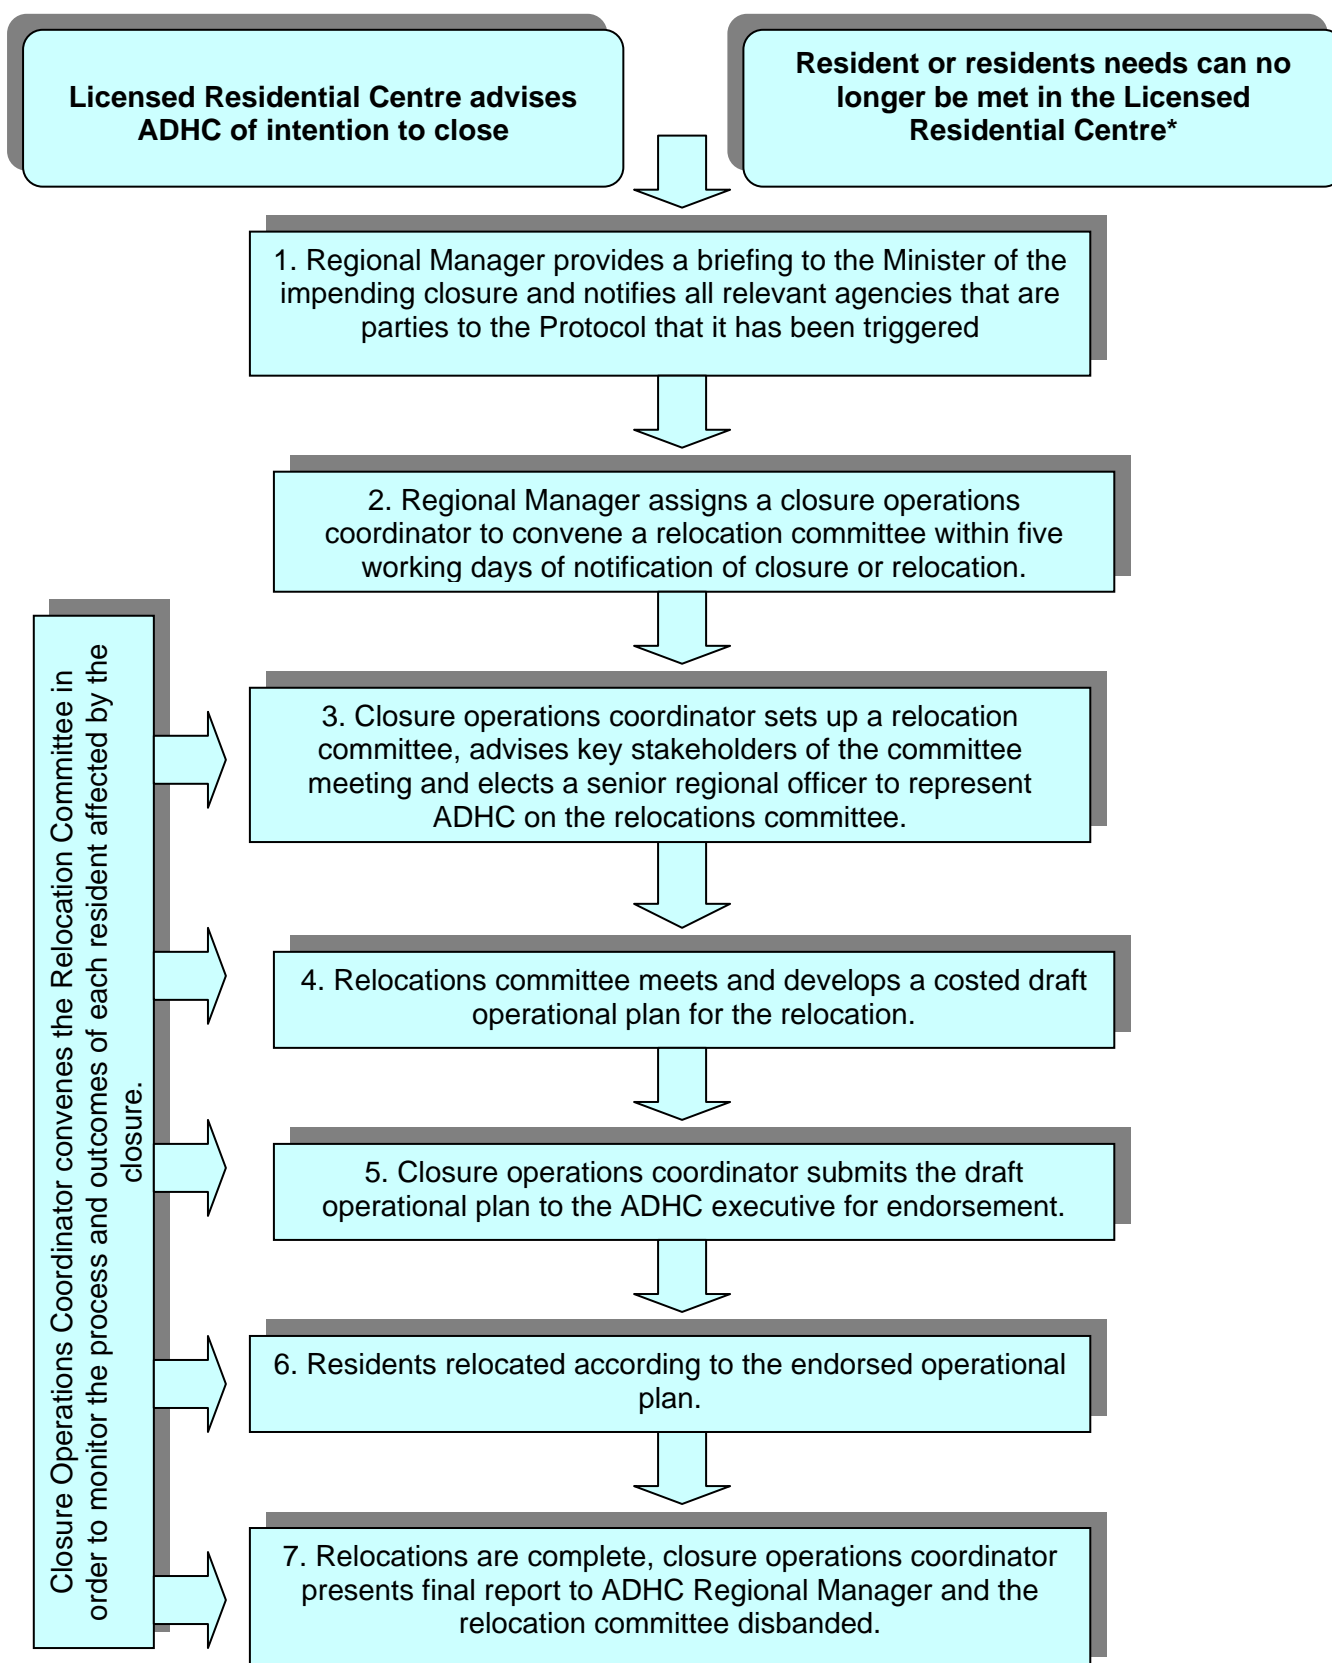 Licensed Residential Centre advises
ADHC of intention to close
Resident or residents needs can no
longer be met in the Licensed
Residential Centre*
1. Regional Manager provides a briefing to the Minister of the
impending closure and notifies all relevant agencies that are
parties to the Protocol that it has been triggered
2. Regional Manager assigns a closure operations
coordinator to convene a relocation committee within five
working days of notification of closure or relocation.
Closure Operations Coordinator convenes the Relocation Committee in
order to monitor the process and outcomes of each resident affected by the
closure.
3. Closure operations coordinator sets up a relocation
committee, advises key stakeholders of the committee
meeting and elects a senior regional officer to represent
ADHC on the relocations committee.
4. Relocations committee meets and develops a costed draft
operational plan for the relocation.
5. Closure operations coordinator submits the draft
operational plan to the ADHC executive for endorsement.
6. Residents relocated according to the endorsed operational
plan.
7. Relocations are complete, closure operations coordinator
presents final report to ADHC Regional Manager and the
relocation committee disbanded.